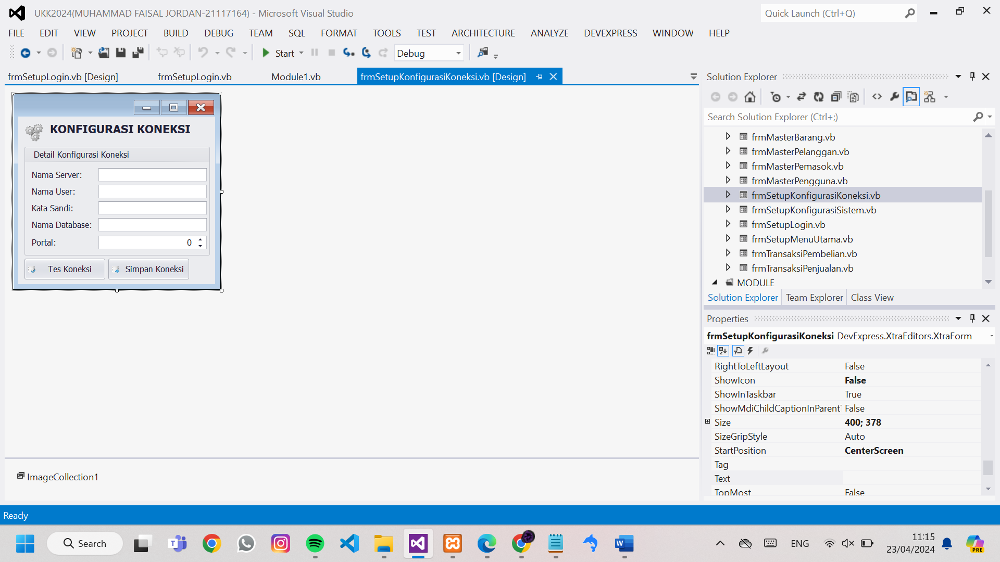 UKK2024(MUHAMMAD FAISAL JORDAN-21117164) - Microsoft Visual Studio
Quick Launch (Ctrl+Q)
FILE EDIT VIEW PROJECT BUILD DEBUG TEAM SQL FORMAT TOOLS TEST ARCHITECTURE ANALYZE DEVEXPRESS WINDOW HELP
Start Debug
frmSetupLogin.vb [Design] frmSetupLogin.vb Module1.vb frmSetupKonfigurasiKoneksi.vb [Design]
KONFIGURASI KONEKSI
Detail Konfigurasi Koneksi
Nama Server:
Nama User:
Kata Sandi:
Nama Database:
Portal: 0
Tes Koneksi Simpan Koneksi
ImageCollection1
Solution Explorer
Search Solution Explorer (Ctrl+;)
frmMasterBarang.vb
frmMasterPelanggan.vb
frmMasterPemasok.vb
frmMasterPengguna.vb
frmSetupKonfigurasiKoneksi.vb
frmSetupKonfigurasiSistem.vb
frmSetupLogin.vb
frmSetupMenuUtama.vb
frmTransaksiPembelian.vb
frmTransaksiPenjualan.vb
MODULE
Solution Explorer Team Explorer Class View
Properties
frmSetupKonfigurasiKoneksi DevExpress.XtraEditors.XtraForm
RightToLeftLayout False
ShowIcon False
ShowInTaskbar True
ShowMdiChildCaptionInParentT False
Size 400; 378
SizeGripStyle Auto
StartPosition CenterScreen
Tag
Text
TopMost False
Ready
Search
ENG
11:15
23/04/2024
PRE